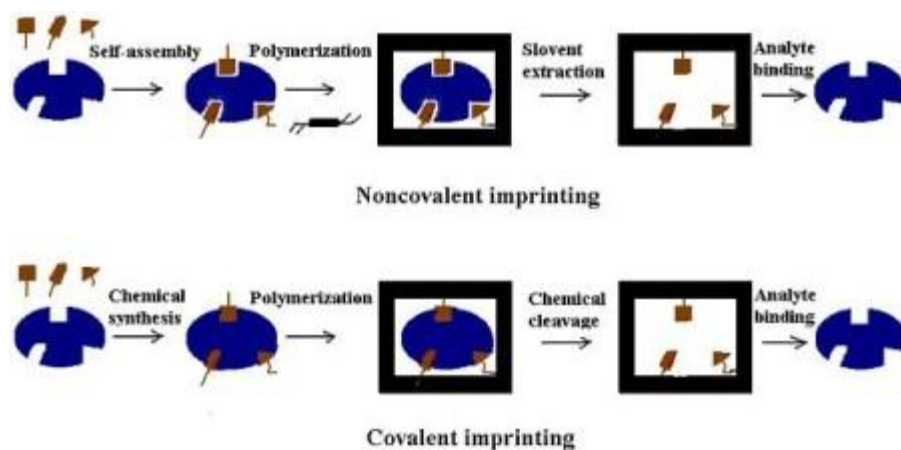 Self-assembly
Polymerization
Slovent
extraction
Analyte
binding
Noncovalent imprinting
Chemical
synthesis
Polymerization
Chemical
cleavage
Analyte
binding
Covalent imprinting